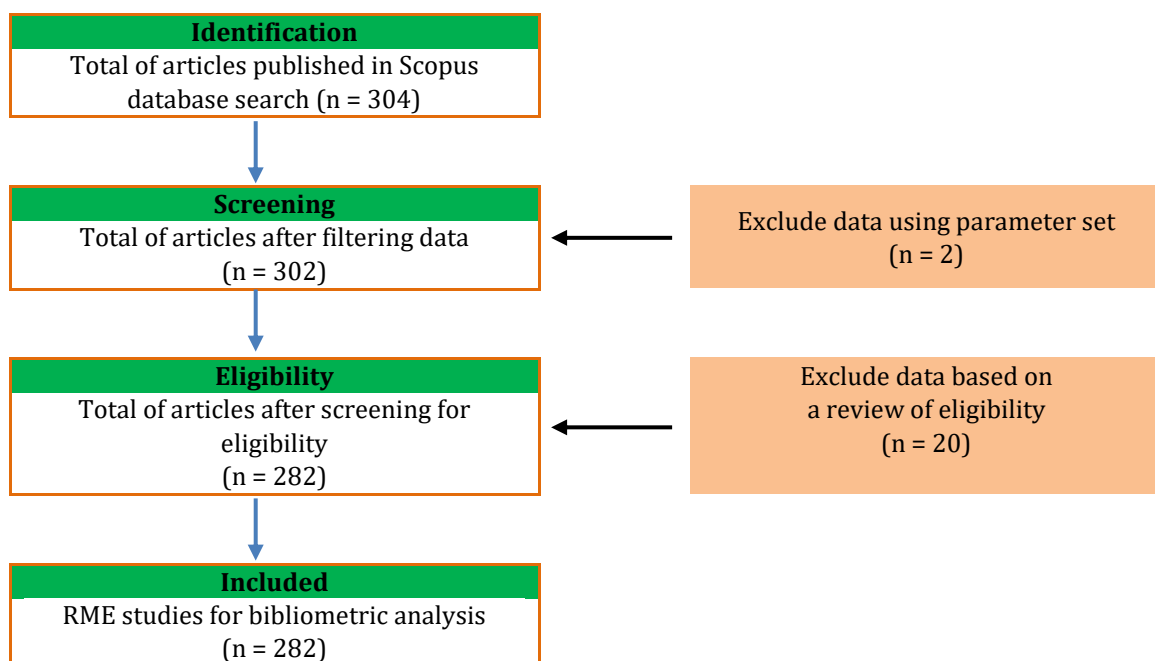 Identification
Total of articles published in Scopus
database search (n = 304)
Screening
Total of articles after filtering data
(n = 302)
Exclude data using parameter set
(n = 2)
Eligibility
Total of articles after screening for
eligibility
(n = 282)
Exclude data based on
a review of eligibility
(n = 20)
Included
RME studies for bibliometric analysis
(n = 282)